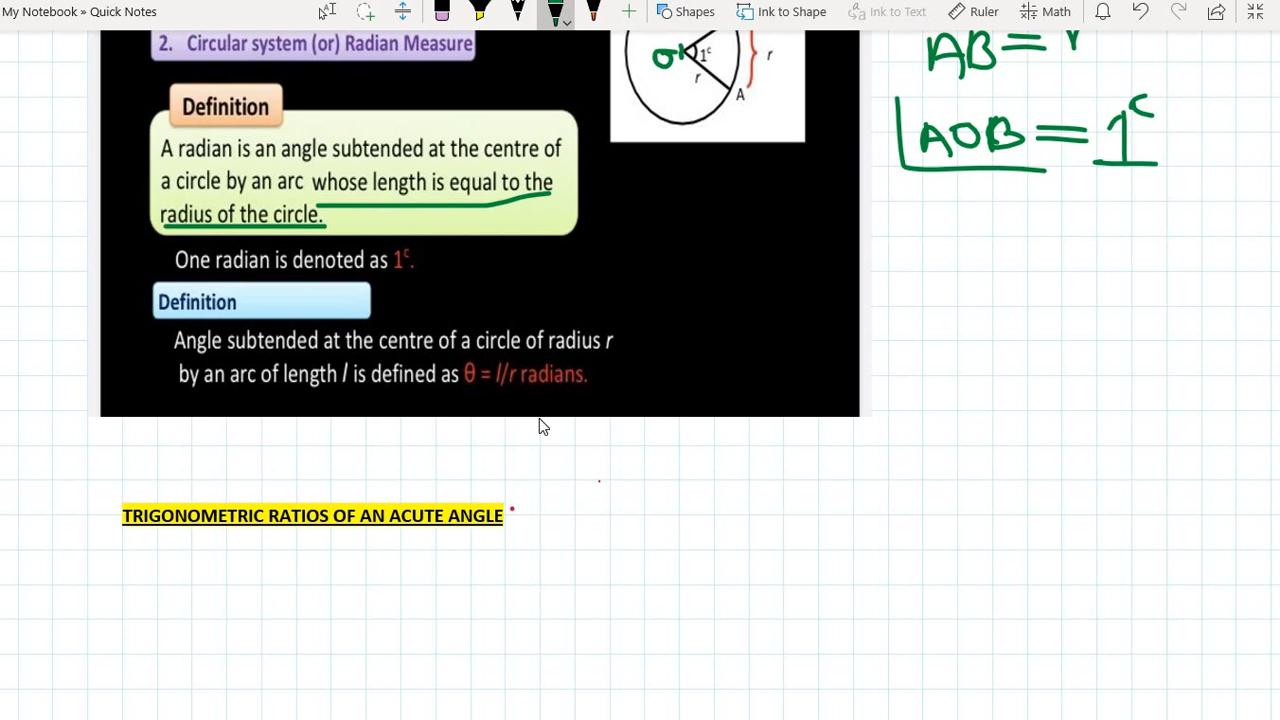 My Notebook » Quick Notes
Shapes
Ink to Shape
Ink to Text
Ruler
Math
2. Circular system (or) Radian Measure
O
1ᶜ
r
r
A
AB = r
AOB = 1ᶜ
Definition
A radian is an angle subtended at the centre of
a circle by an arc whose length is equal to the
radius of the circle.
One radian is denoted as 1ᶜ.
Definition
Angle subtended at the centre of a circle of radius r
by an arc of length l is defined as θ = l/r radians.
TRIGONOMETRIC RATIOS OF AN ACUTE ANGLE